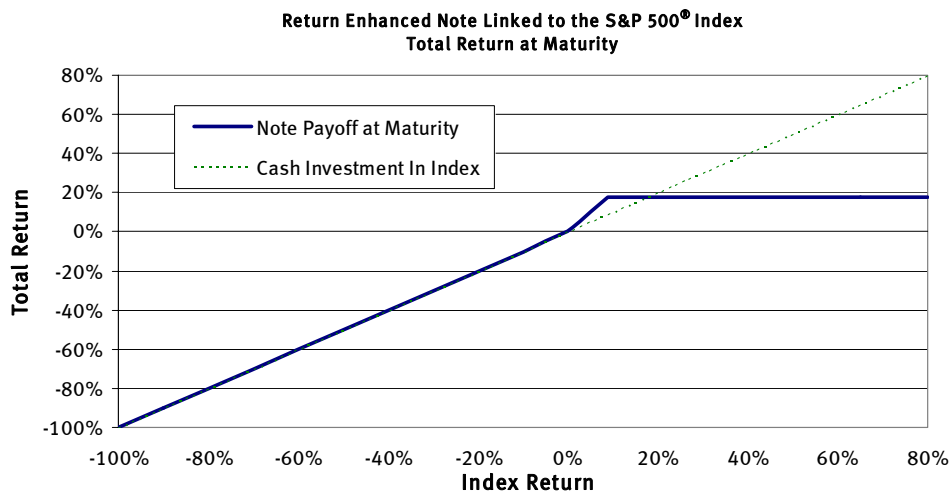 Return Enhanced Note Linked to the S&P 500® Index
Total Return at Maturity
80%
60%
40%
20%
0%
-20%
-40%
-60%
-80%
-100%
Total Return
Note Payoff at Maturity
Cash Investment In Index
-100% -80% -60% -40% -20% 0% 20% 40% 60% 80%
Index Return